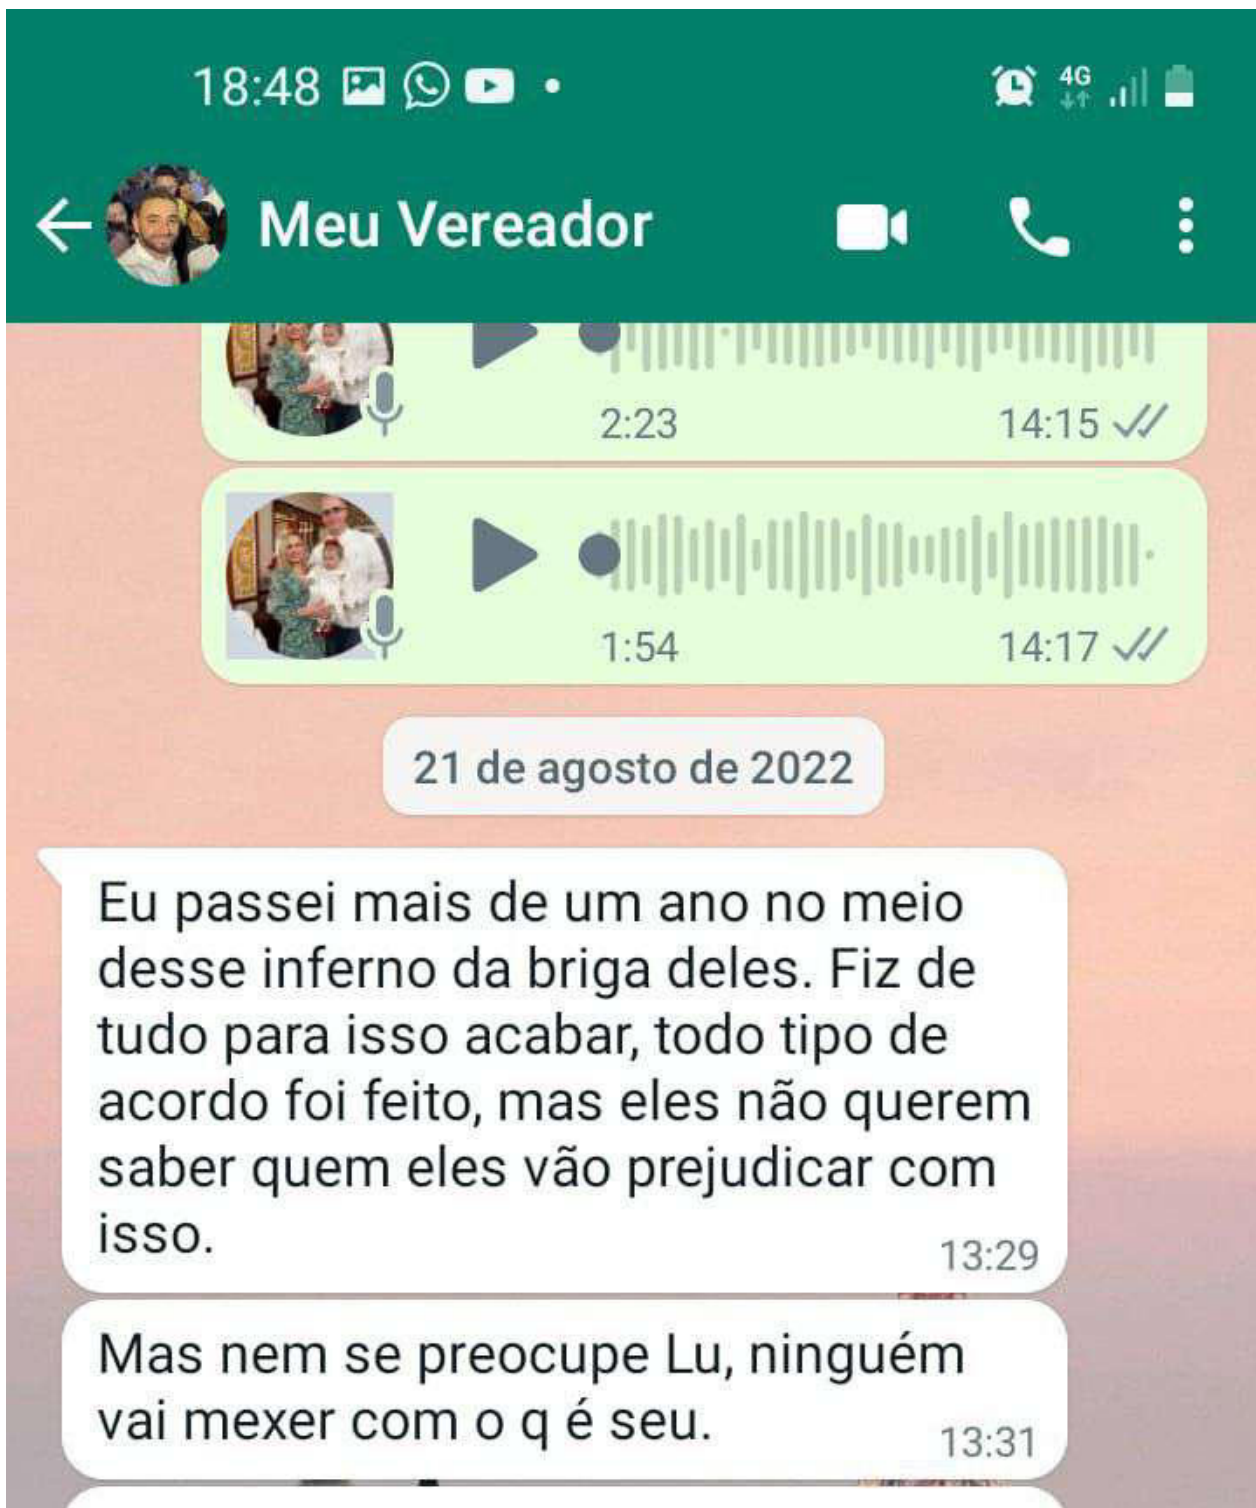 18:48
4G
Meu Vereador
2:23 14:15
1:54 14:17
21 de agosto de 2022
Eu passei mais de um ano no meio
desse inferno da briga deles. Fiz de
tudo para isso acabar, todo tipo de
acordo foi feito, mas eles não querem
saber quem eles vão prejudicar com
isso.
13:29
Mas nem se preocupe Lu, ninguém
vai mexer com o q é seu.
13:31